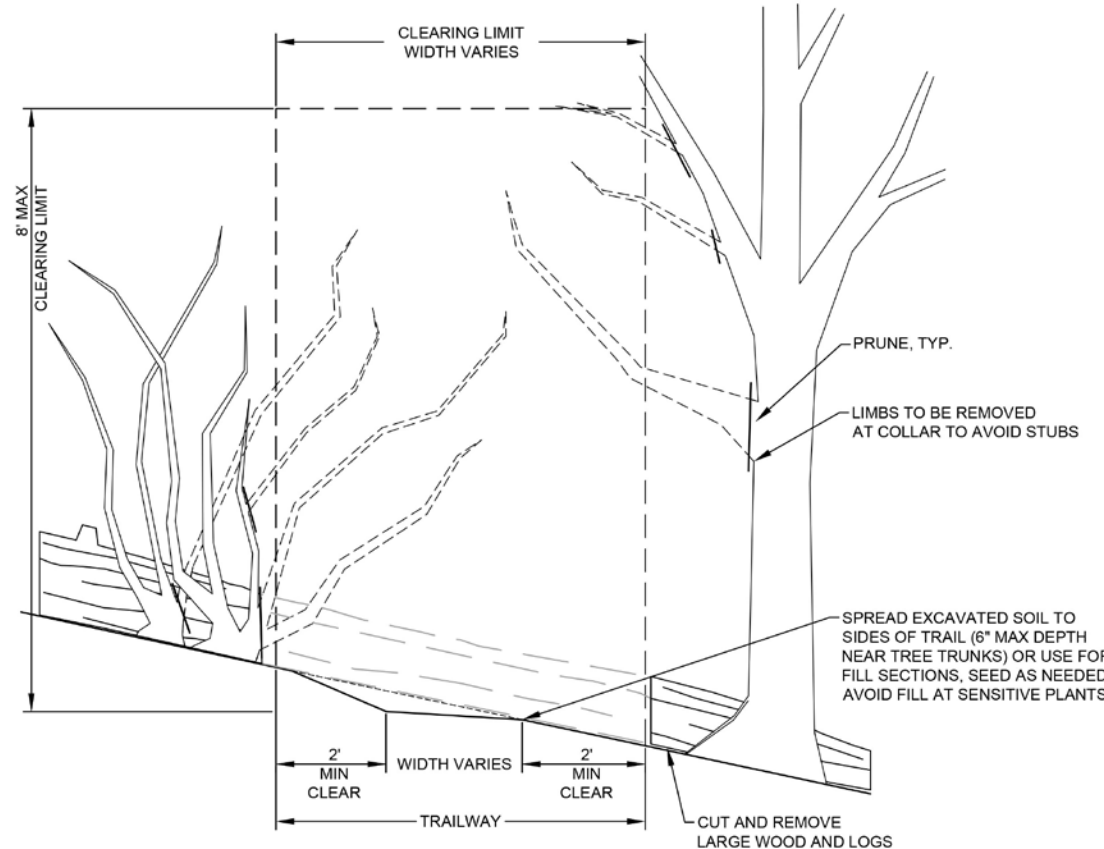 CLEARING LIMIT
WIDTH VARIES
8' MAX
CLEARING LIMIT
PRUNE, TYP.
LIMBS TO BE REMOVED
AT COLLAR TO AVOID STUBS
SPREAD EXCAVATED SOIL TO
SIDES OF TRAIL (6" MAX DEPTH
NEAR TREE TRUNKS) OR USE FOR
FILL SECTIONS, SEED AS NEEDED
AVOID FILL AT SENSITIVE PLANTS
2'
MIN
CLEAR
WIDTH VARIES
2'
MIN
CLEAR
TRAILWAY
CUT AND REMOVE
LARGE WOOD AND LOGS